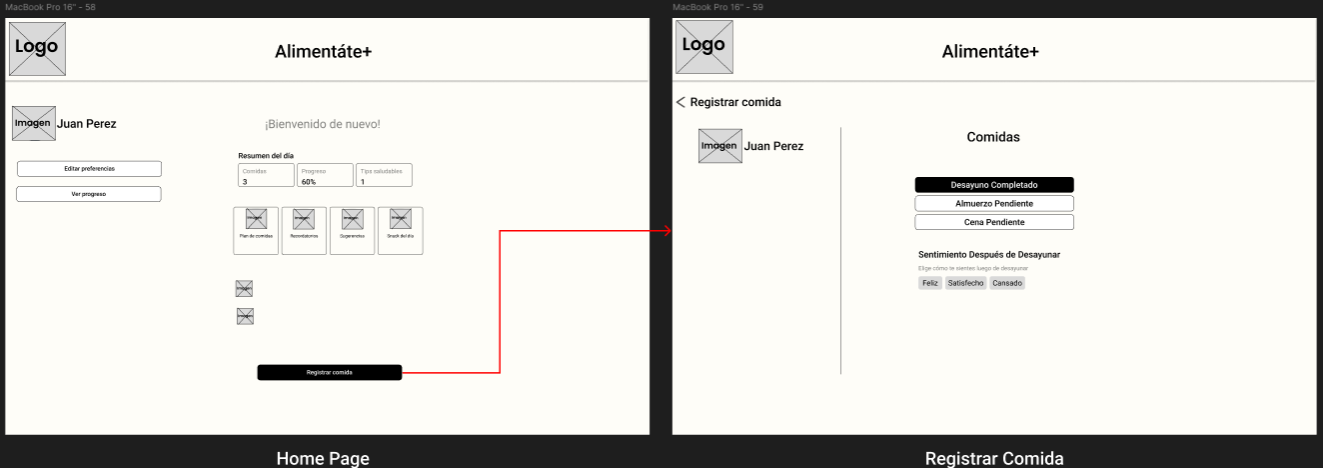 MacBook Pro 16" - 58
Logo
Alimentáte+
Imagen
Juan Perez
Editar preferencias
Ver progreso
¡Bienvenido de nuevo!
Resumen del día
Comidas
3
Progreso
60%
Tips saludables
1
Imagen
Plan de comidas
Imagen
Recordatorios
Imagen
Sugerencias
Imagen
Snack del día
Imagen
Imagen
Registrar comida
Home Page
MacBook Pro 16" - 59
Logo
Alimentáte+
Registrar comida
Imagen
Juan Perez
Comidas
Desayuno Completado
Almuerzo Pendiente
Cena Pendiente
Sentimiento Después de Desayunar
Elige cómo te sientes luego de desayunar
Feliz
Satisfecho
Cansado
Registrar Comida